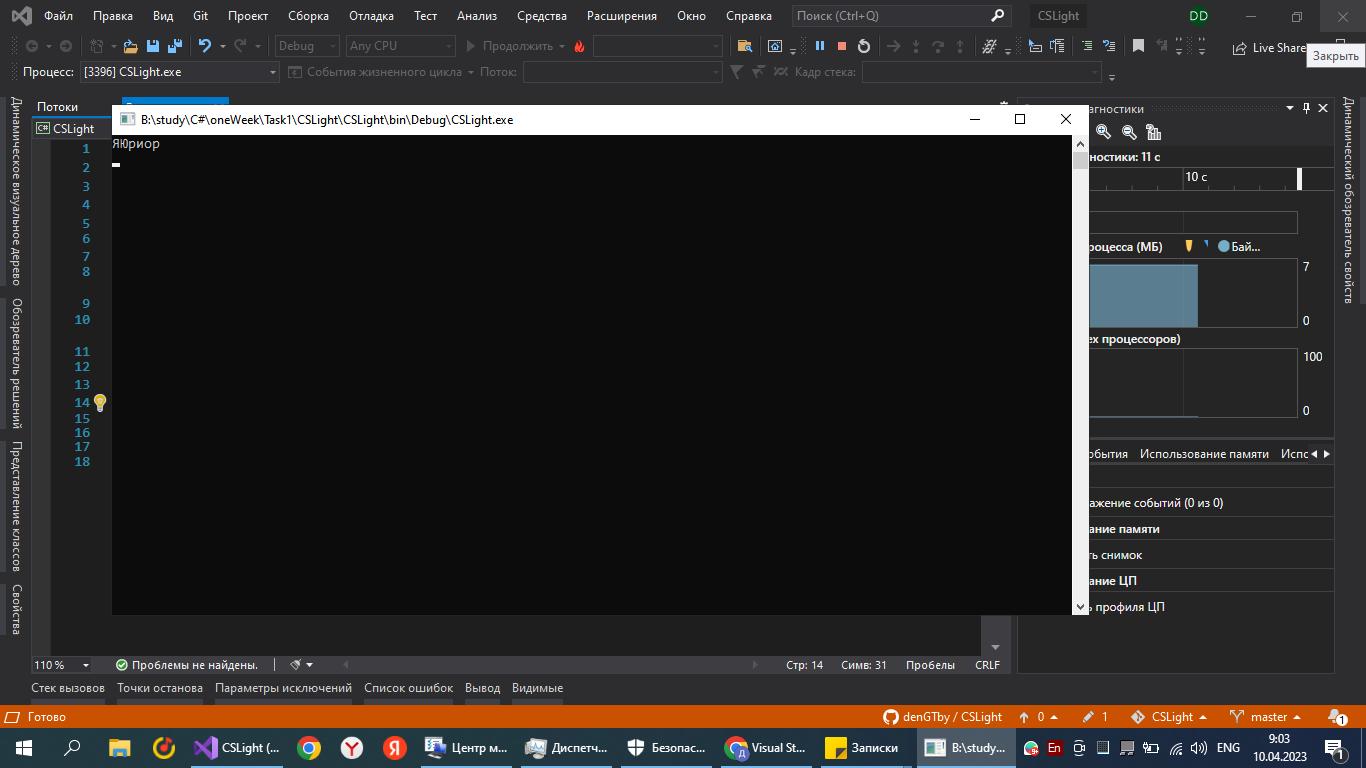 Файл Правка Вид Git Проект Сборка Отладка Тест Анализ Средства Расширения Окно Справка Поиск (Ctrl+Q) CSLight DD
Debug Any CPU Продолжить Live Share
Закрыть
Процесс: [3396] CSLight.exe События жизненного цикла Поток: Кадр стека:
Потоки
агностики
B:\study\C#\oneWeek\Task1\CSLight\CSLight\bin\Debug\CSLight.exe
C# CSLight
ЯЮриор
1
2
3
4
5
6
7
8
9
10
11
12
13
14
15
16
17
18
Динамическое визуальное дерево
Обозреватель решений
Представление классов
Свойства
ностики: 11 с
10 с
роцесса (МБ) Бай...
7
0
ех процессоров)
100
0
обытия Использование памяти Испс
ажение событий (0 из 0)
ание памяти
ть снимок
ание ЦП
ь профиля ЦП
Динамический обозреватель свойств
110 % Проблемы не найдены. Стр: 14 Симв: 31 Пробелы CRLF
Стек вызовов Точки останова Параметры исключений Список ошибок Вывод Видимые
Готово denGTby / CSLight 0 1 CSLight master 1
CSLight (... Центр м... Диспетч... Безопас... Visual St... Записки B:\study... En ENG 9:03
10.04.2023 1